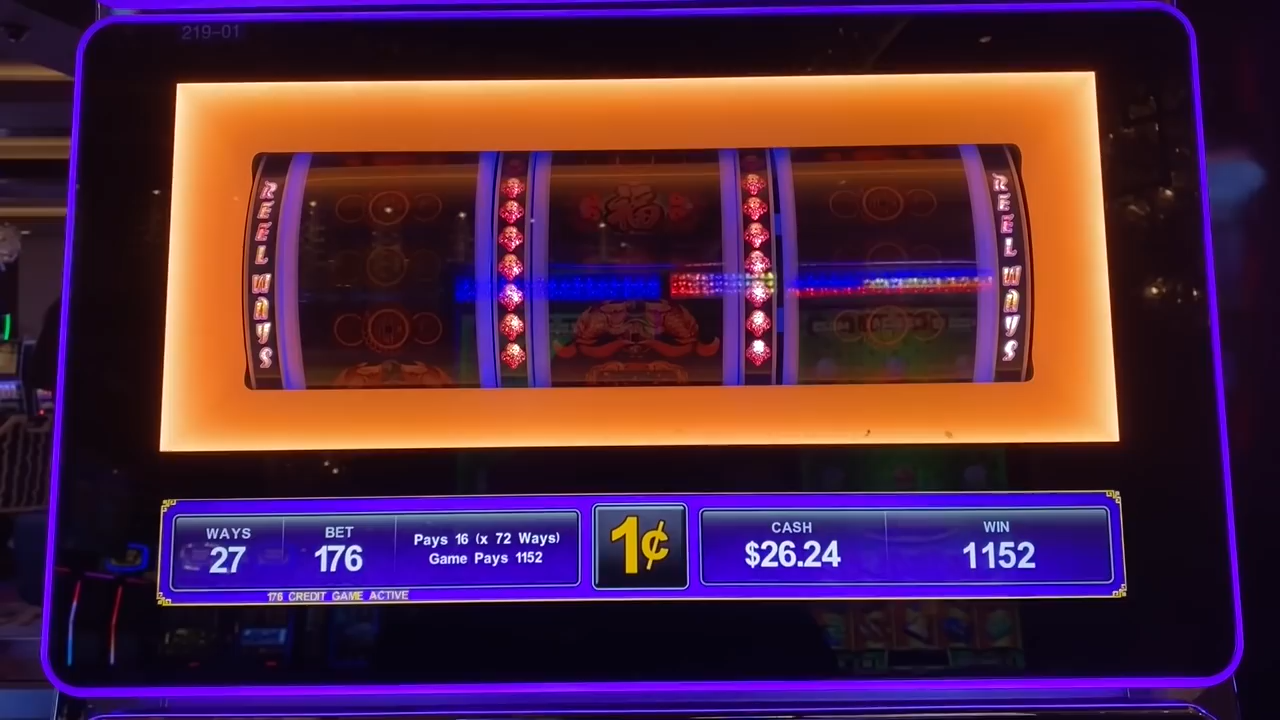 219-01
REEL WAYS
REEL WAYS
福
WAYS
27
BET
176
Pays 16 (x 72 Ways)
Game Pays 1152
1¢
CASH
$26.24
WIN
1152
176 CREDIT GAME ACTIVE